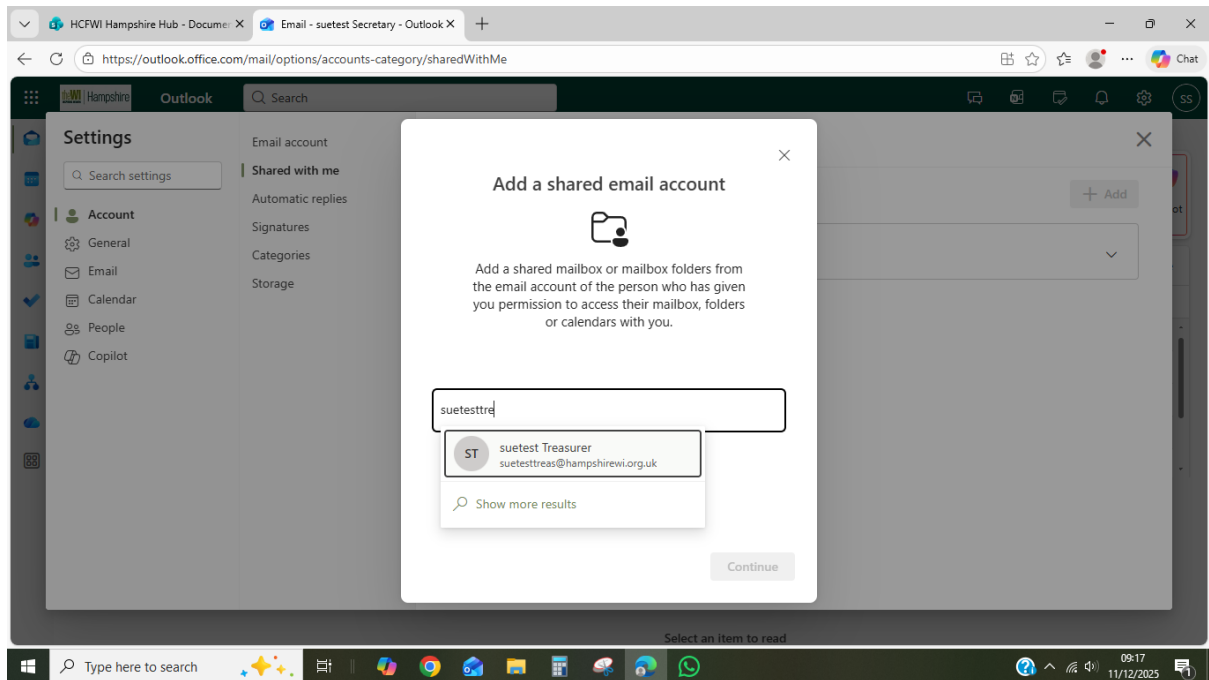 HCFWI Hampshire Hub - Documen
Email - suetest Secretary - Outlook
https://outlook.office.com/mail/options/accounts-category/sharedWithMe
Chat
theWI Hampshire
Outlook
Search
SS
Settings
Search settings
Account
General
Email
Calendar
People
Copilot
Email account
Shared with me
Automatic replies
Signatures
Categories
Storage
Add
ot
Add a shared email account
Add a shared mailbox or mailbox folders from
the email account of the person who has given
you permission to access their mailbox, folders
or calendars with you.
suetesttre
ST
suetest Treasurer
suetesttreas@hampshirewi.org.uk
Show more results
Continue
Select an item to read
Type here to search
09:17
11/12/2025
1